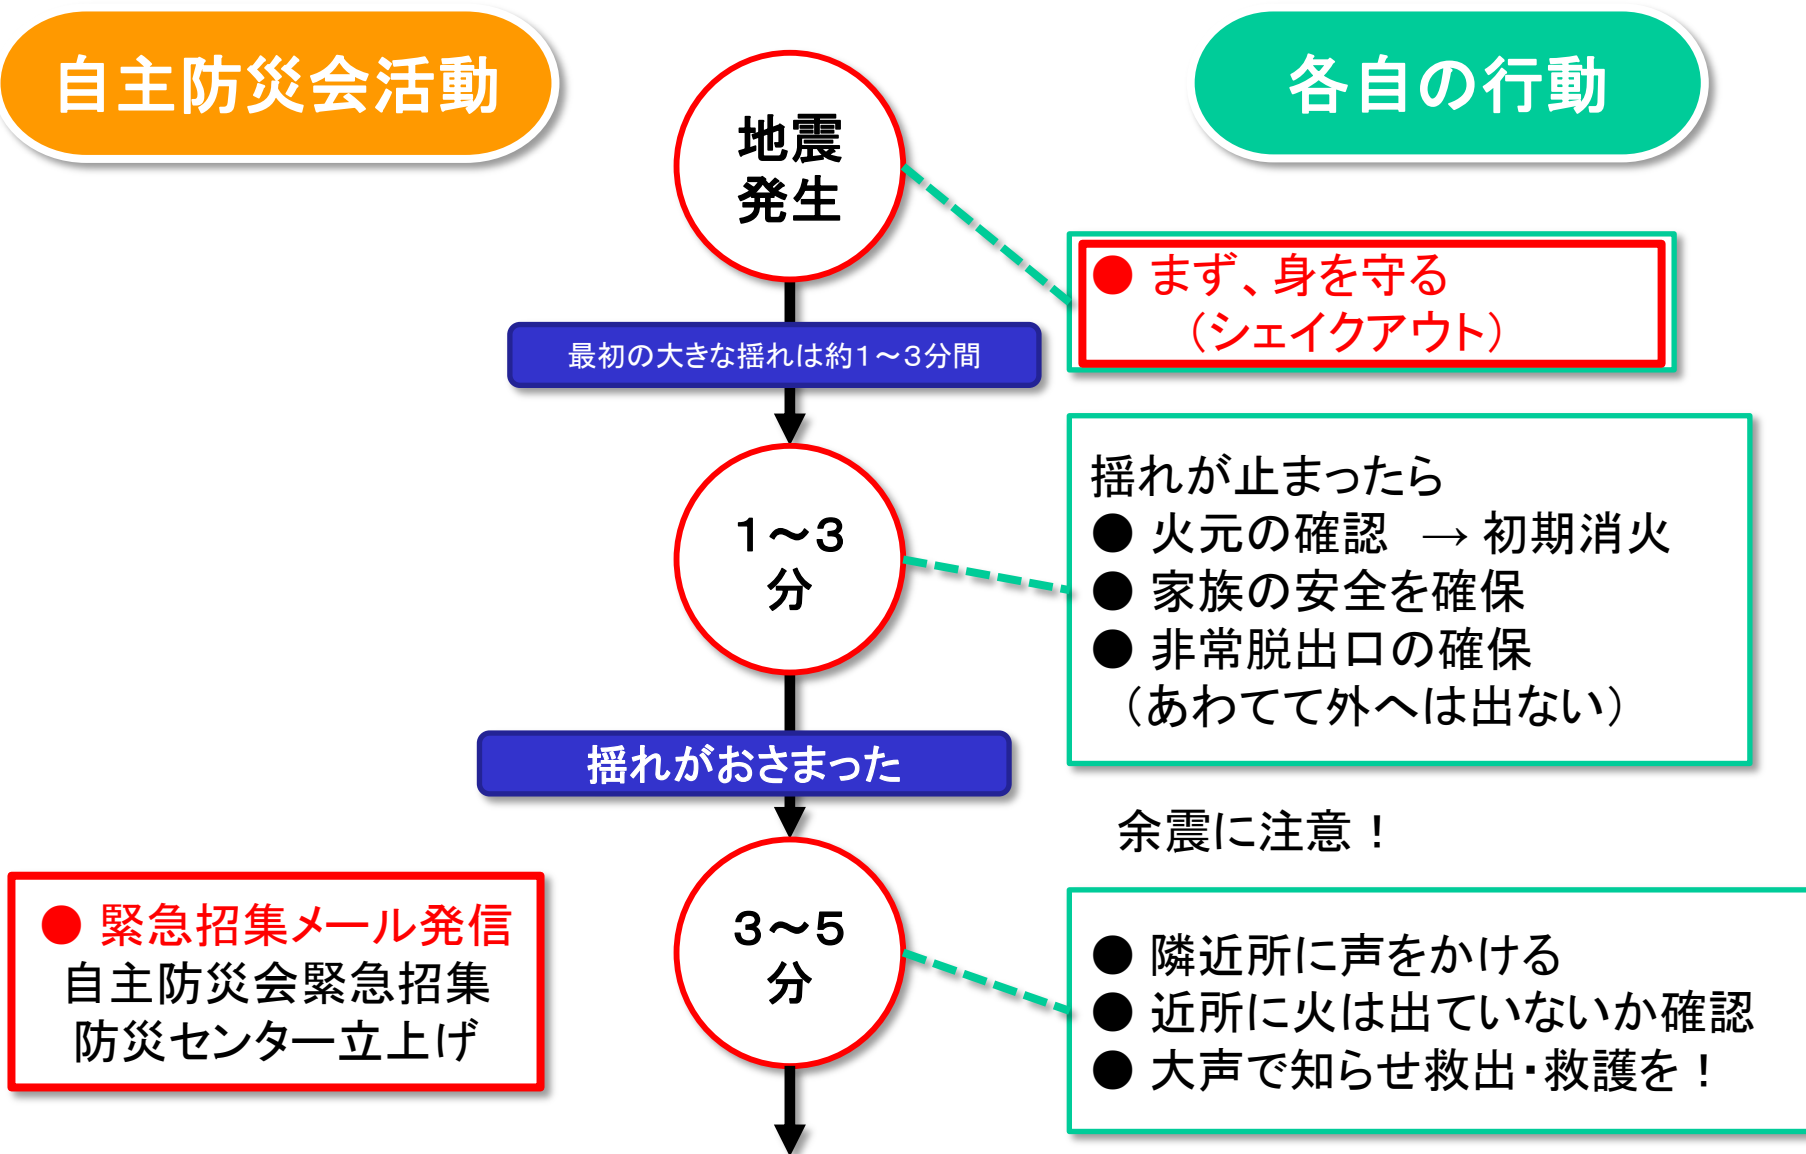 自主防災会活動
各自の行動
地震
発生
● まず、身を守る
（シェイクアウト）
最初の大きな揺れは約１～３分間
１～３
分
揺れが止まったら
● 火元の確認　→ 初期消火
● 家族の安全を確保
● 非常脱出口の確保
（あわてて外へは出ない）
揺れがおさまった
余震に注意！
３～５
分
● 緊急招集メール発信
自主防災会緊急招集
防災センター立上げ
● 隣近所に声をかける
● 近所に火は出ていないか確認
● 大声で知らせ救出・救護を！